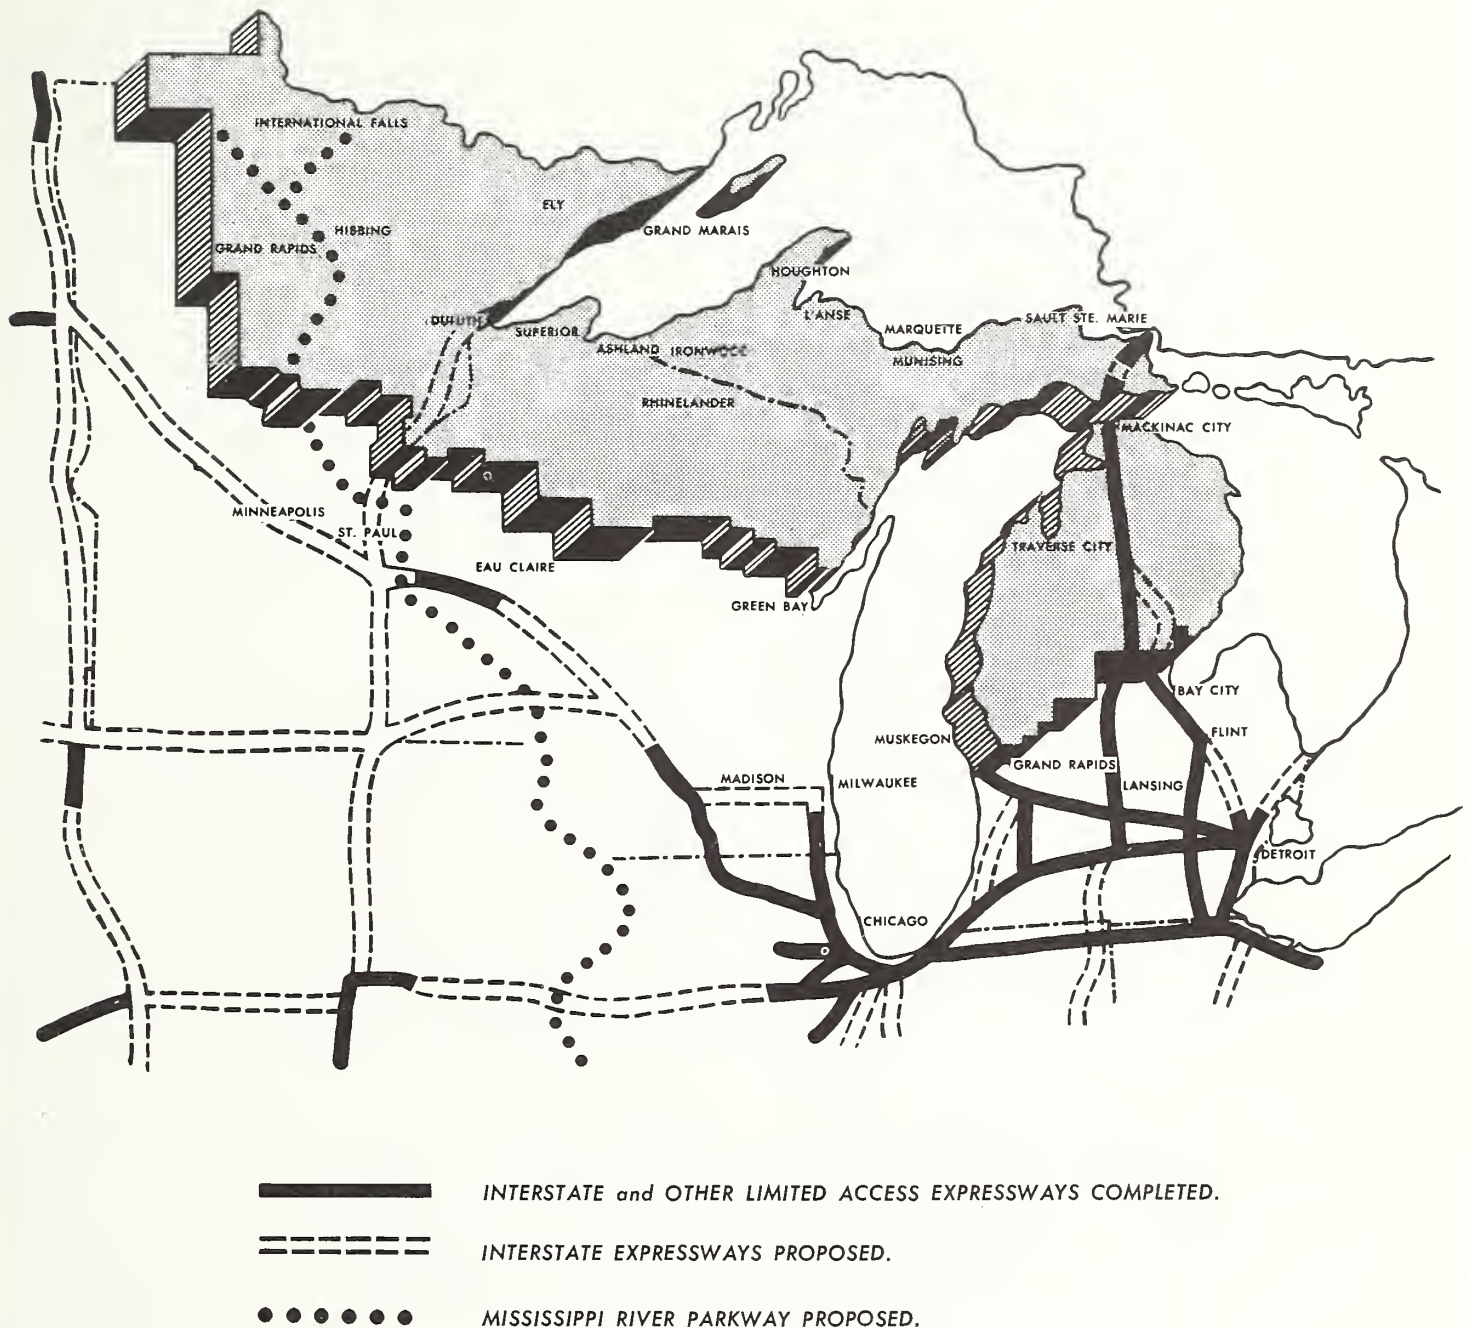 INTERNATIONAL FALLS
ELY
HIBBING
GRAND RAPIDS
GRAND MARAIS
HOUGHTON
L'ANSE
SAULT STE. MARIE
DULUTH
SUPERIOR
MARQUETTE
ASHLAND IRONWOOD
MUNISING
RHINELANDER
MACKINAC CITY
MINNEAPOLIS
ST. PAUL
TRAVERSE CITY
EAU CLAIRE
GREEN BAY
BAY CITY
FLINT
MUSKEGON
GRAND RAPIDS
MADISON
MILWAUKEE
LANSING
DETROIT
CHICAGO
INTERSTATE and OTHER LIMITED ACCESS EXPRESSWAYS COMPLETED.
INTERSTATE EXPRESSWAYS PROPOSED.
MISSISSIPPI RIVER PARKWAY PROPOSED.